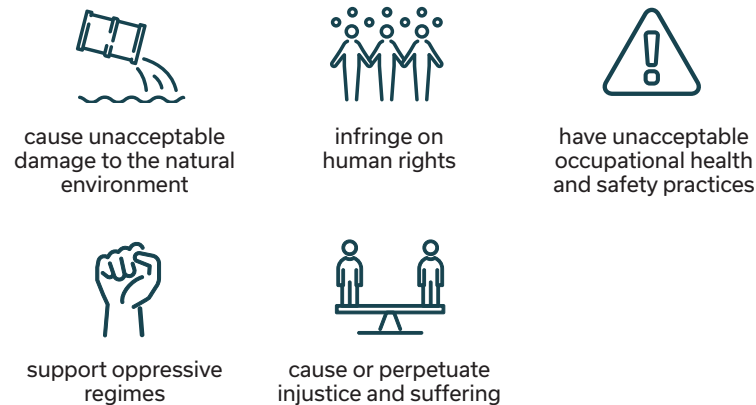 cause unacceptable
damage to the natural
environment
infringe on
human rights
have unacceptable
occupational health
and safety practices
support oppressive
regimes
cause or perpetuate
injustice and suffering